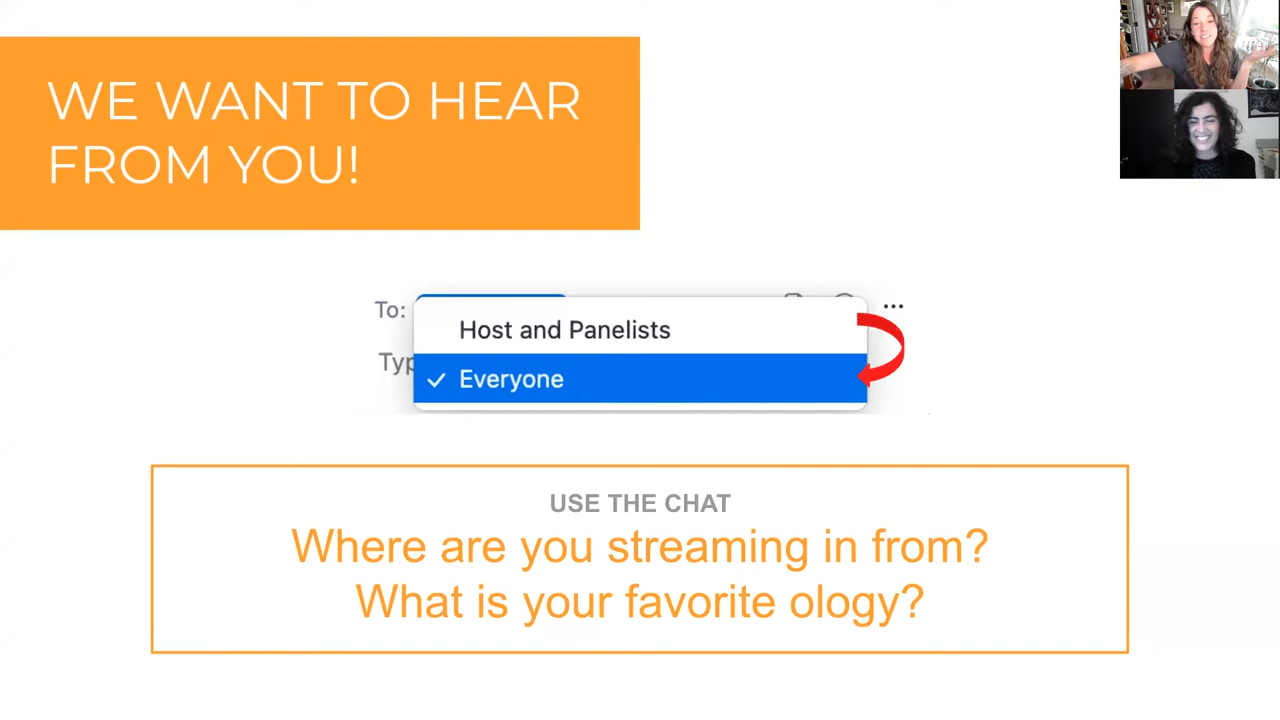 WE WANT TO HEAR
FROM YOU!
To:
Host and Panelists
Typ
Everyone
USE THE CHAT
Where are you streaming in from?
What is your favorite ology?